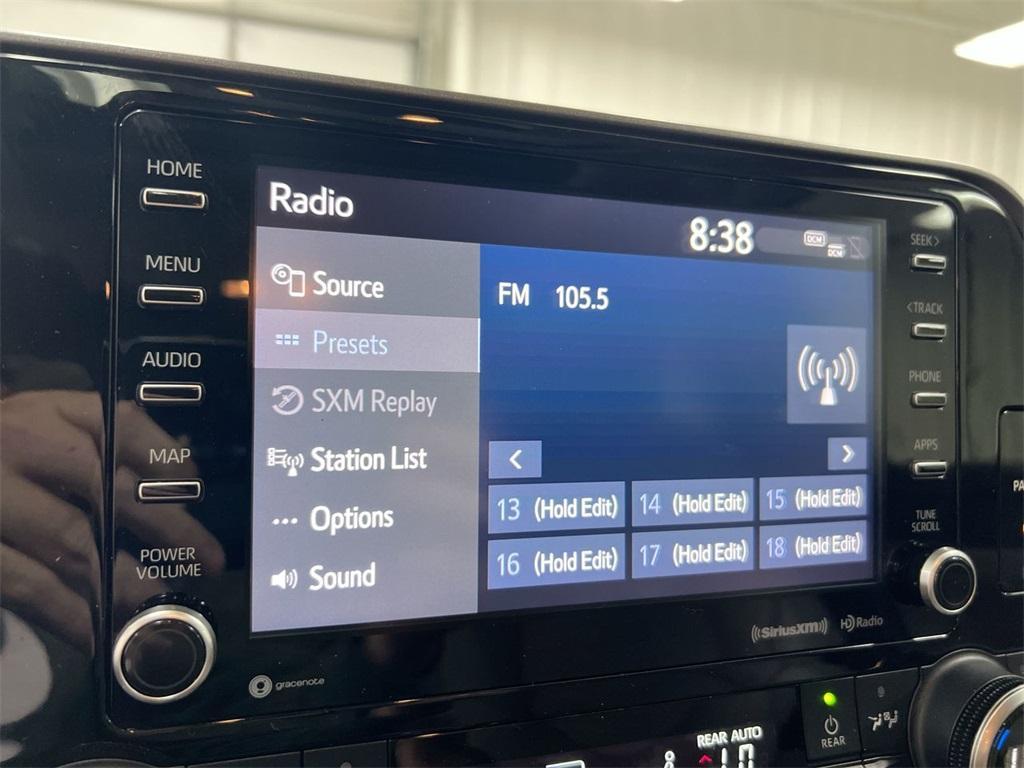 HOME
MENU
AUDIO
MAP
POWER
VOLUME
Radio
8:38
DCM
DCM
Source
Presets
SXM Replay
Station List
Options
Sound
FM 105.5
<
>
13 (Hold Edit) 14 (Hold Edit) 15 (Hold Edit)
16 (Hold Edit) 17 (Hold Edit) 18 (Hold Edit)
SEEK>
<TRACK
PHONE
APPS
TUNE
SCROLL
gracenote
((SiriusXM))
HD Radio
REAR AUTO
REAR